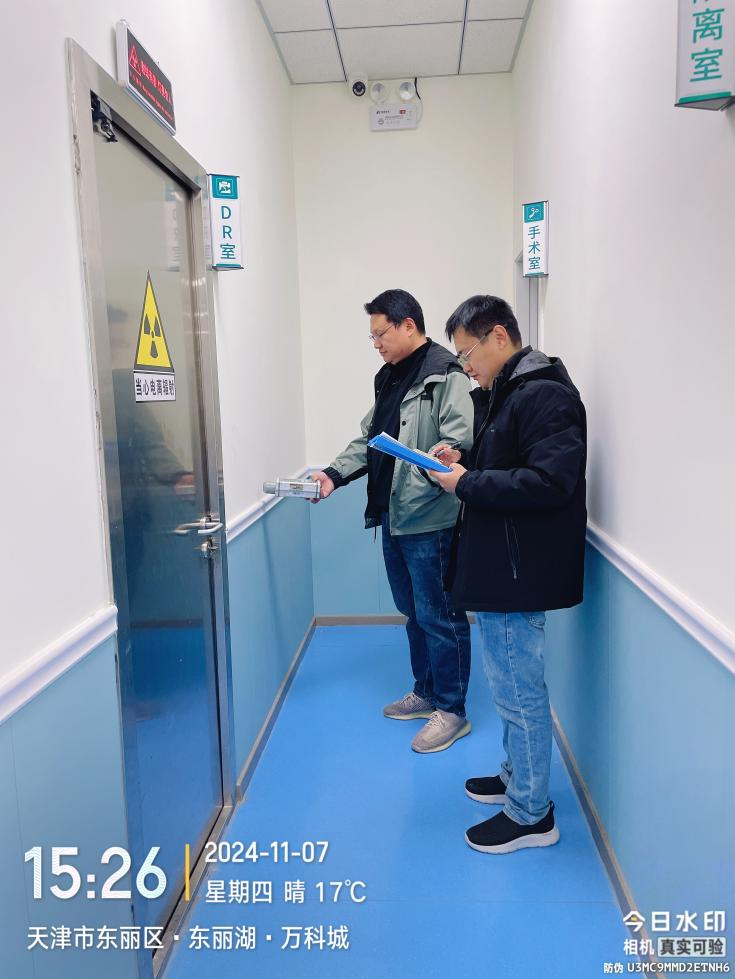 离室
DR室
手术室
当心电离辐射
15:26
2024-11-07
星期四 晴 17℃
天津市东丽区·东丽湖·万科城
今日水印
相机 真实可验
防伪 U3MC9MMD2ETNH6